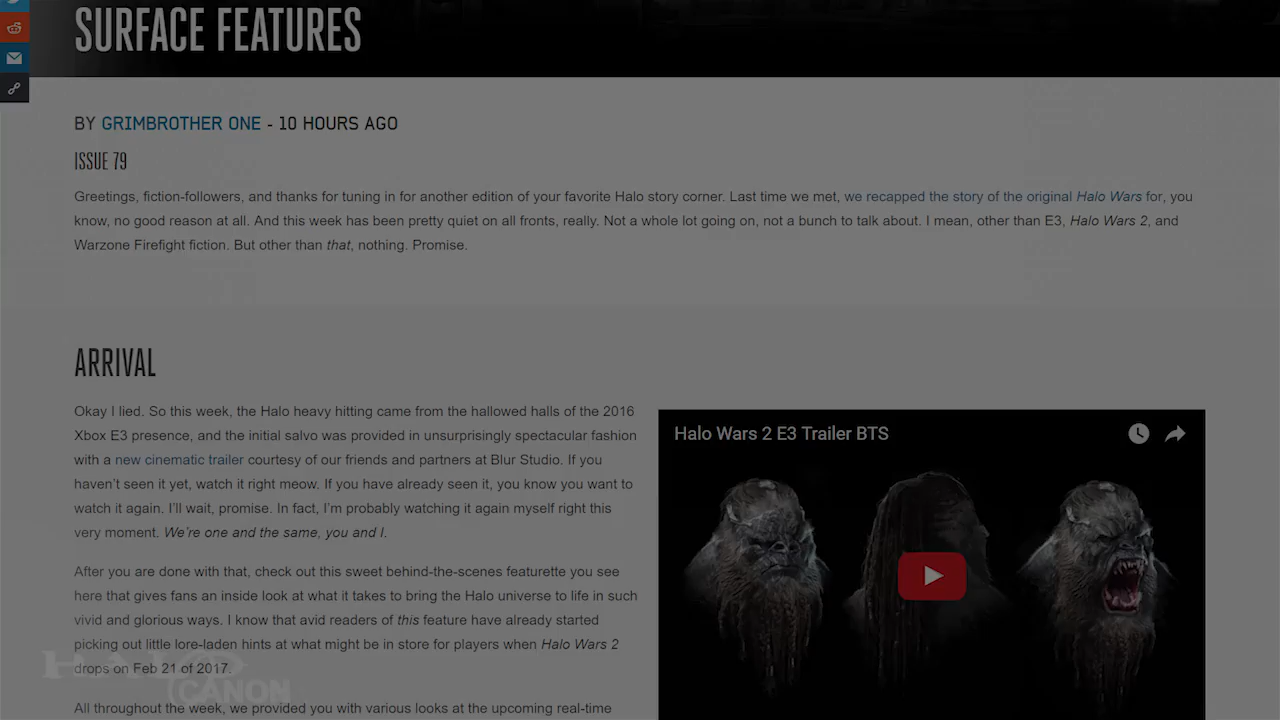 SURFACE FEATURES
BY GRIMBROTHER ONE - 10 HOURS AGO
ISSUE 79
Greetings, fiction-followers, and thanks for tuning in for another edition of your favorite Halo story corner. Last time we met, we recapped the story of the original Halo Wars for, you
know, no good reason at all. And this week has been pretty quiet on all fronts, really. Not a whole lot going on, not a bunch to talk about. I mean, other than E3, Halo Wars 2, and
Warzone Firefight fiction. But other than that, nothing. Promise.
ARRIVAL
Okay I lied. So this week, the Halo heavy hitting came from the hallowed halls of the 2016
Xbox E3 presence, and the initial salvo was provided in unsurprisingly spectacular fashion
with a new cinematic trailer courtesy of our friends and partners at Blur Studio. If you
haven't seen it yet, watch it right meow. If you have already seen it, you know you want to
watch it again. I'll wait, promise. In fact, I'm probably watching it again myself right this
very moment. We're one and the same, you and I.
After you are done with that, check out this sweet behind-the-scenes featurette you see
here that gives fans an inside look at what it takes to bring the Halo universe to life in such
vivid and glorious ways. I know that avid readers of this feature have already started
picking out little lore-laden hints at what might be in store for players when Halo Wars 2
drops on Feb 21 of 2017.
All throughout the week, we provided you with various looks at the upcoming real-time
Halo Wars 2 E3 Trailer BTS
HALO
CANON